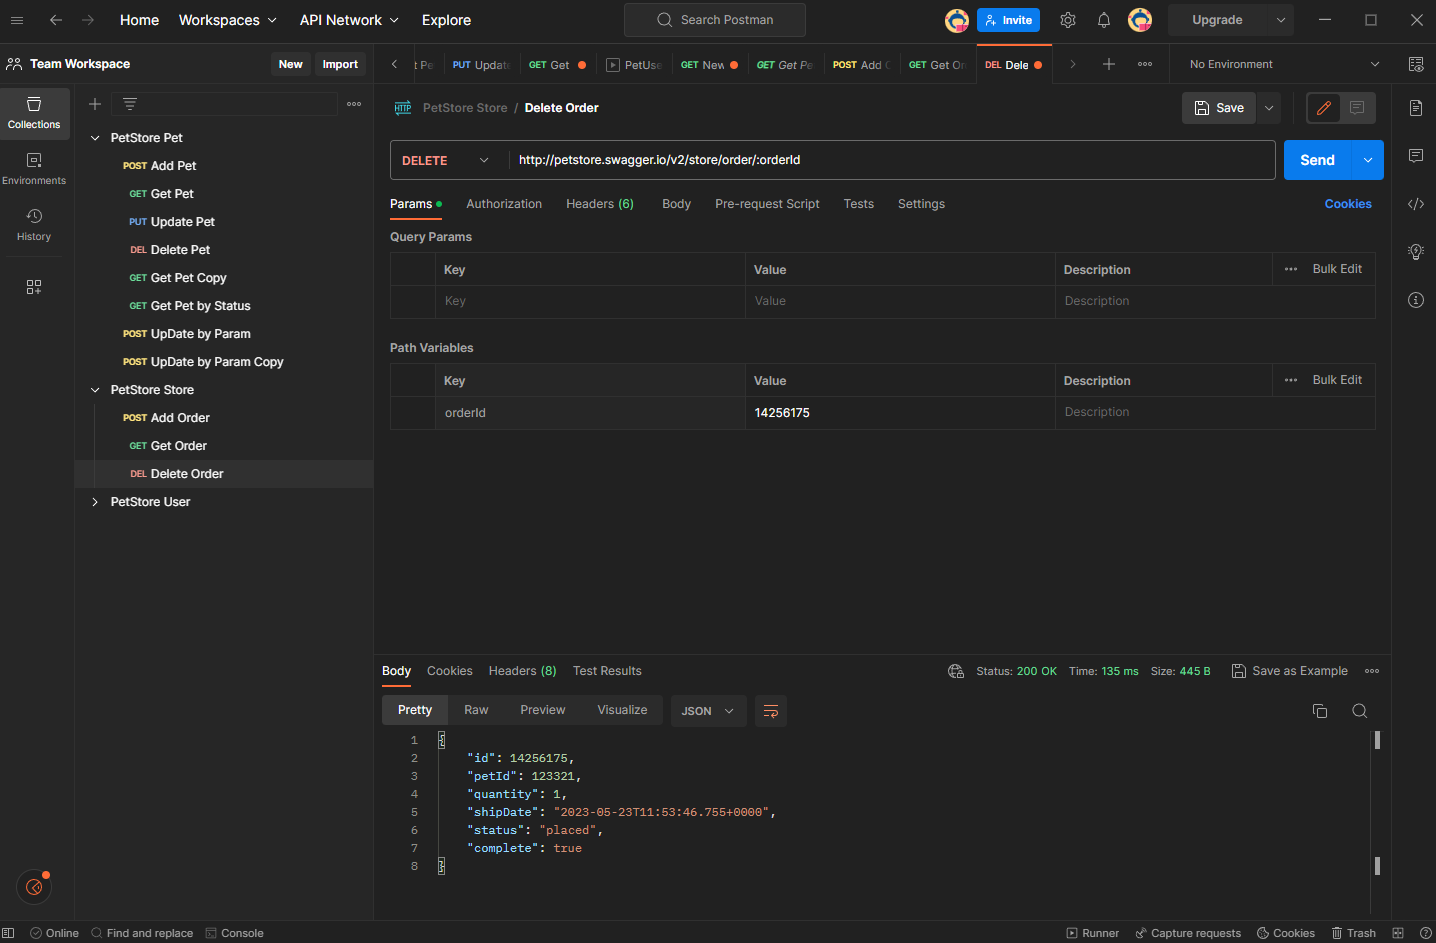 Home Workspaces API Network Explore Search Postman Invite Upgrade
Team Workspace New Import
PUT Update GET Get PetUse GET New GET Get Pe POST Add GET Get Or DEL Dele No Environment
Collections
Environments
History
PetStore Pet
POST Add Pet
GET Get Pet
PUT Update Pet
DEL Delete Pet
GET Get Pet Copy
GET Get Pet by Status
POST UpDate by Param
POST UpDate by Param Copy
PetStore Store
POST Add Order
GET Get Order
DEL Delete Order
PetStore User
HTTP PetStore Store / Delete Order Save
DELETE http://petstore.swagger.io/v2/store/order/:orderId Send
Params Authorization Headers (6) Body Pre-request Script Tests Settings Cookies
Query Params
Key Value Description Bulk Edit
Key Value Description
Path Variables
Key Value Description Bulk Edit
orderId 14256175 Description
Body Cookies Headers (8) Test Results Status: 200 OK Time: 135 ms Size: 445 B Save as Example
Pretty Raw Preview Visualize JSON
1 {
2 "id": 14256175,
3 "petId": 123321,
4 "quantity": 1,
5 "shipDate": "2023-05-23T11:53:46.755+0000",
6 "status": "placed",
7 "complete": true
8 }
Online Find and replace Console Runner Capture requests Cookies Trash